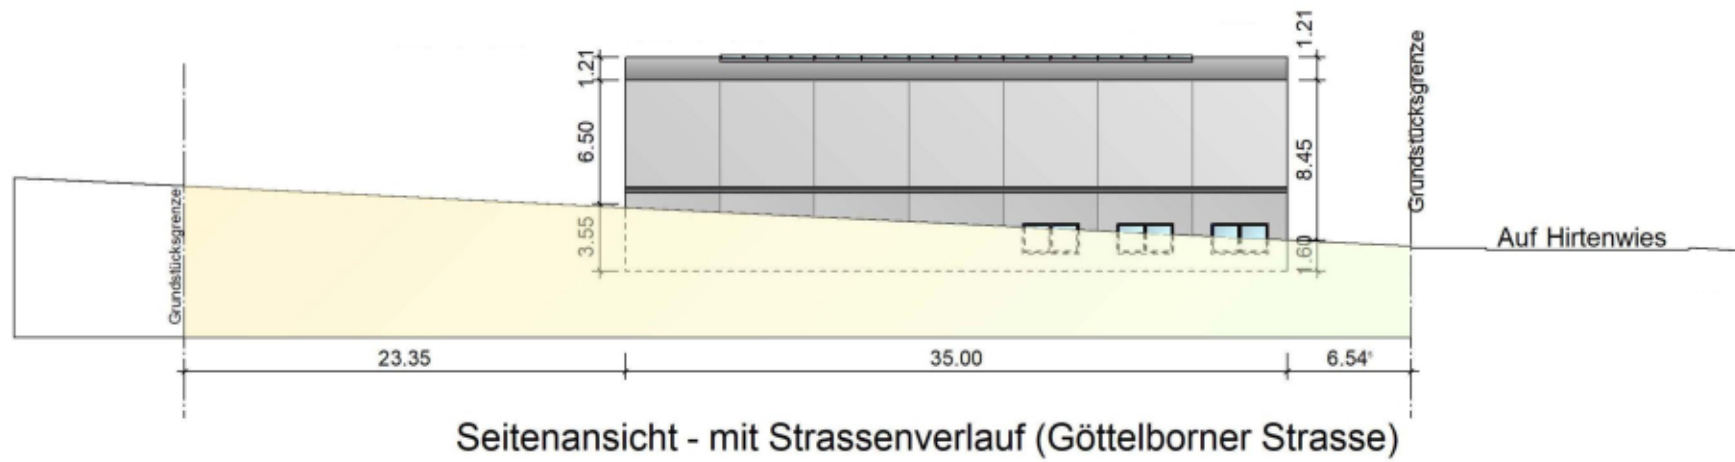 1.21
1.21
6.50
8.45
Grundstücksgrenze
Grundstücksgrenze
3.55
1.60
Auf Hirtenwies
23.35
35.00
6.54⁵
Seitenansicht - mit Strassenverlauf (Göttelborner Strasse)